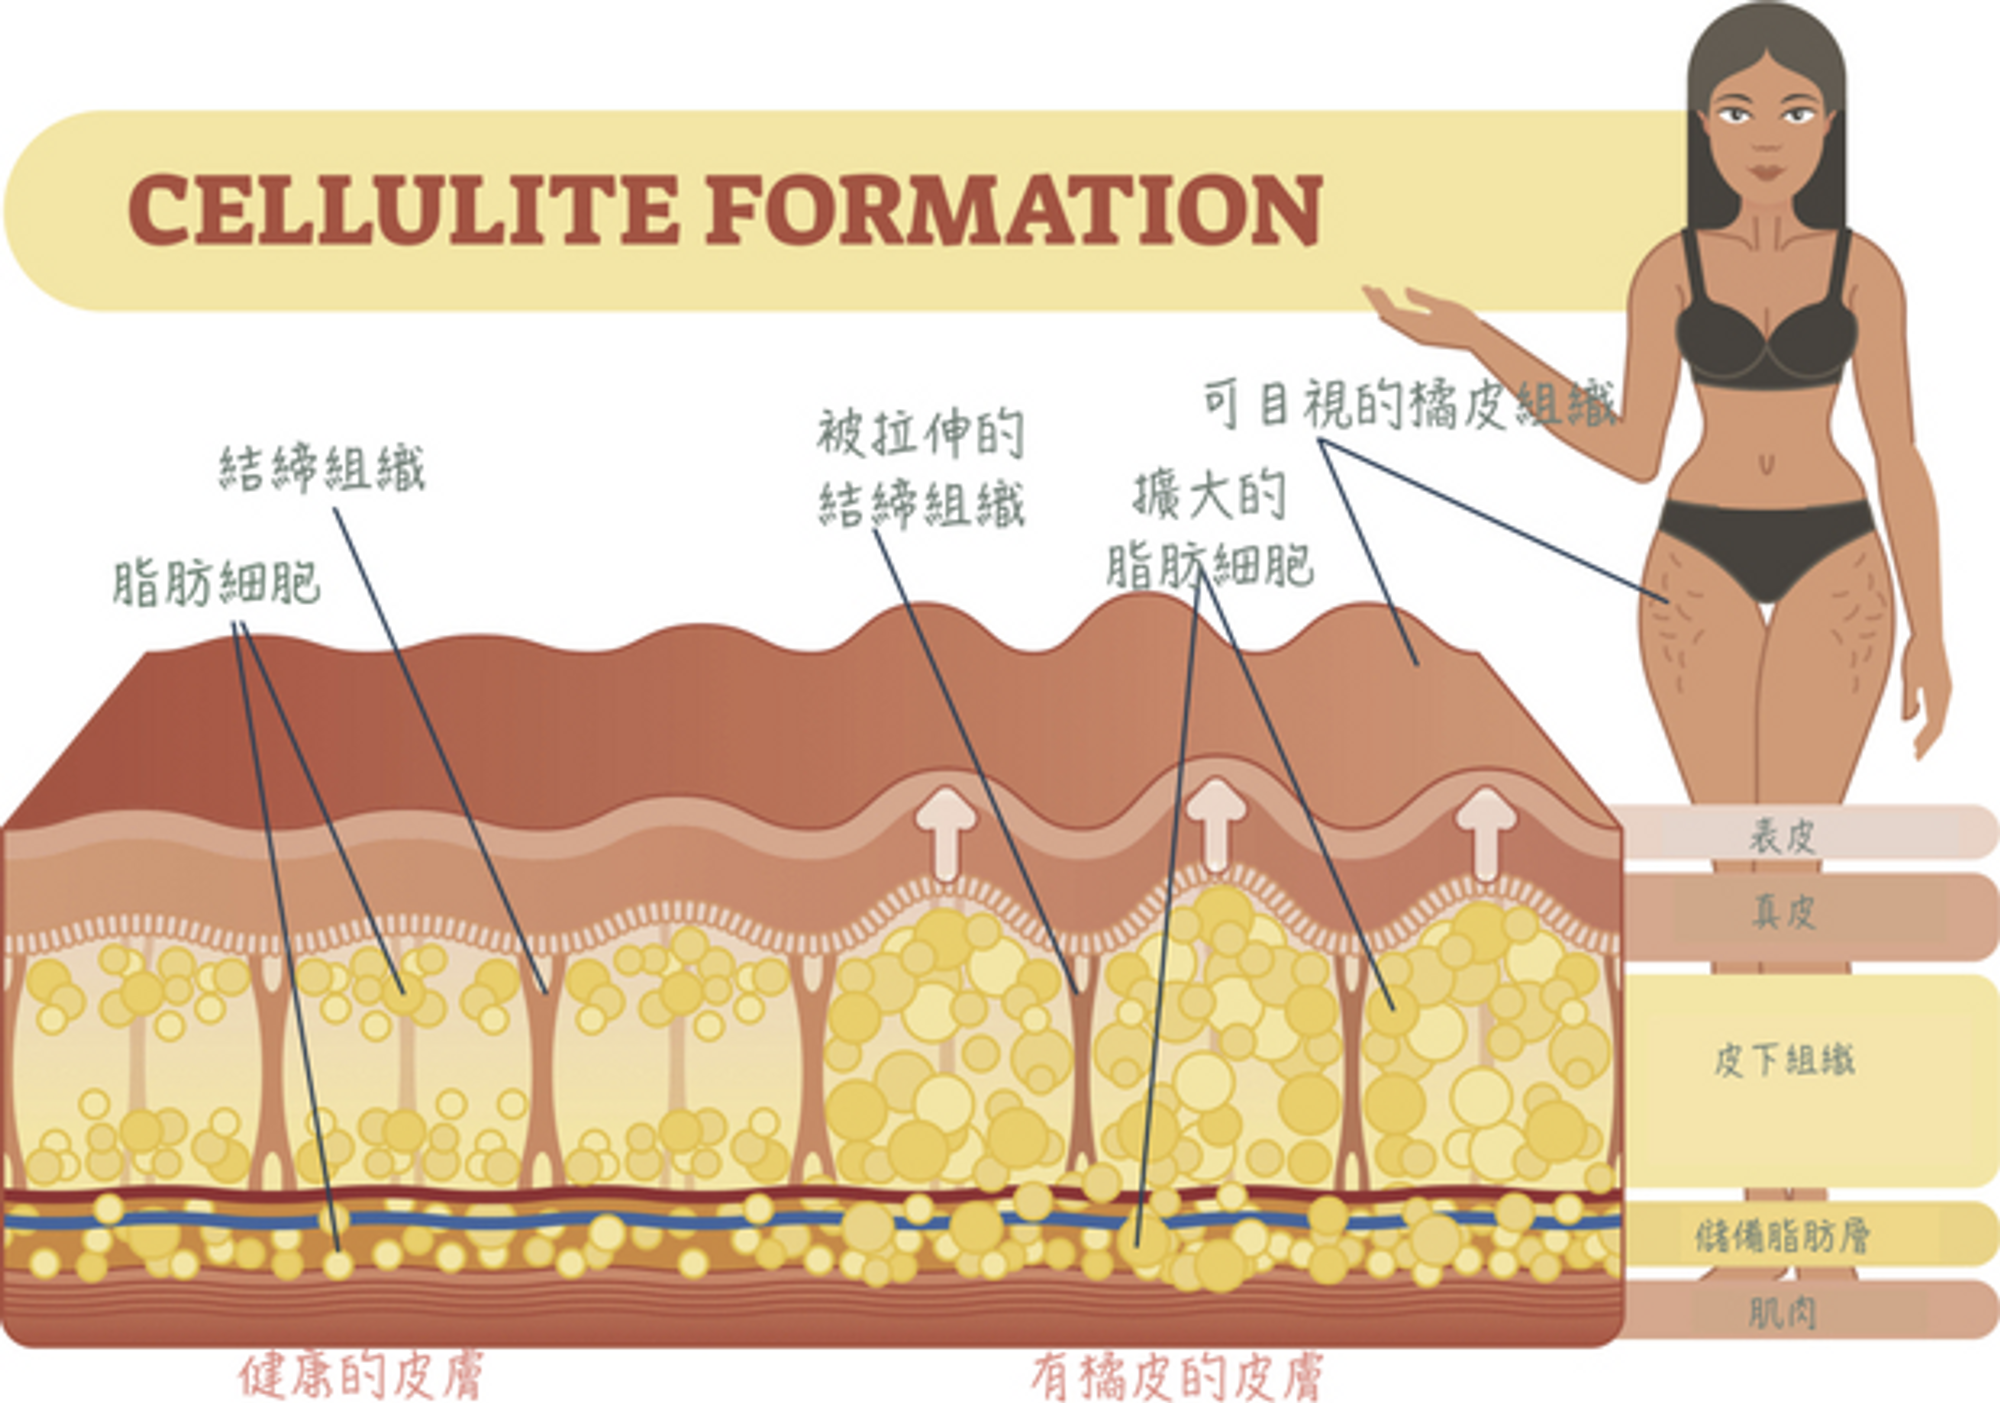 CELLULITE FORMATION
可目視的橘皮組織
被拉伸的
結締組織
結締組織
擴大的
脂肪細胞
脂肪細胞
表皮
真皮
皮下組織
儲備脂肪層
肌肉
健康的皮膚
有橘皮的皮膚